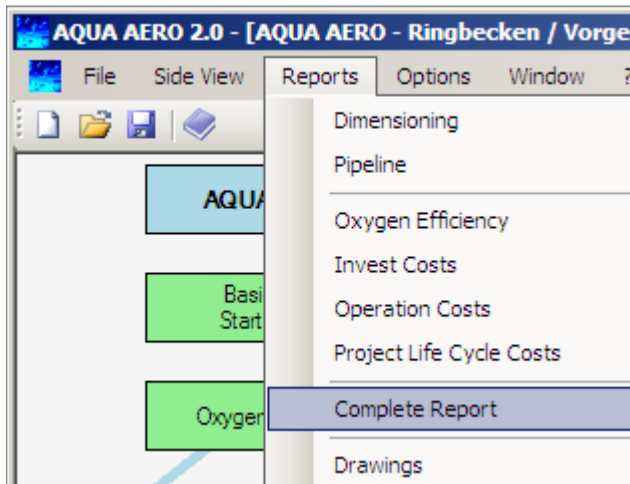 AQUA AERO 2.0 - [AQUA AERO - Ringbecken / Vorge
File Side View Reports Options Window ?
Dimensioning
Pipeline
AQUA
Oxygen Efficiency
Invest Costs
Basi
Start
Operation Costs
Project Life Cycle Costs
Complete Report
Oxygen
Drawings